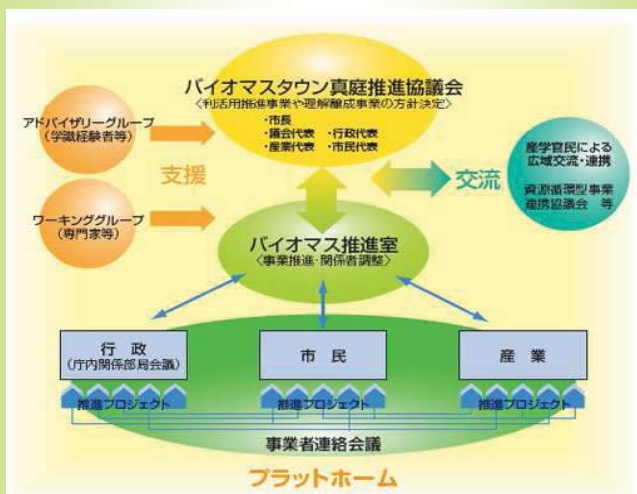 バイオマスタウン真庭推進協議会
〈利活用推進事業や理解醸成事業の方針決定〉
・市長
・議会代表 ・行政代表
・産業代表 ・市民代表
アドバイザリーグループ
(学識経験者等)
支援
ワーキンググループ
(専門家等)
交流
産学官民による
広域交流・連携
資源循環型事業
連携協議会 等
バイオマス推進室
〈事業推進・関係者調整〉
行 政
(庁内関係部局会議)
市 民
産 業
推進プロジェクト
推進プロジェクト
推進プロジェクト
事業者連絡会議
プラットホーム